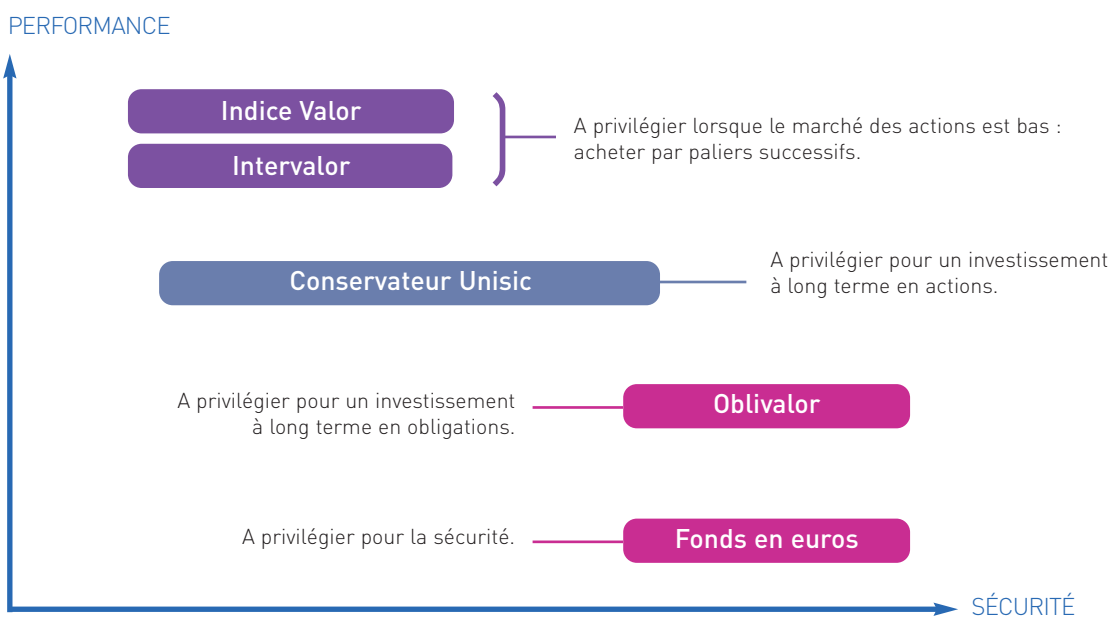 PERFORMANCE
Indice Valor
Intervalor
A privilégier lorsque le marché des actions est bas :
acheter par paliers successifs.
Conservateur Unisic
A privilégier pour un investissement
à long terme en actions.
A privilégier pour un investissement
à long terme en obligations.
Oblivalor
A privilégier pour la sécurité.
Fonds en euros
SÉCURITÉ